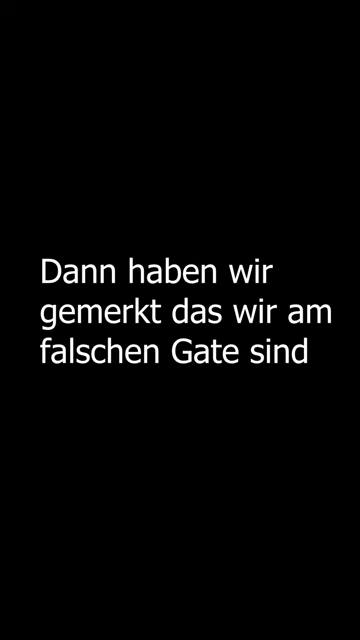 Dann haben wir
gemerkt das wir am
falschen Gate sind